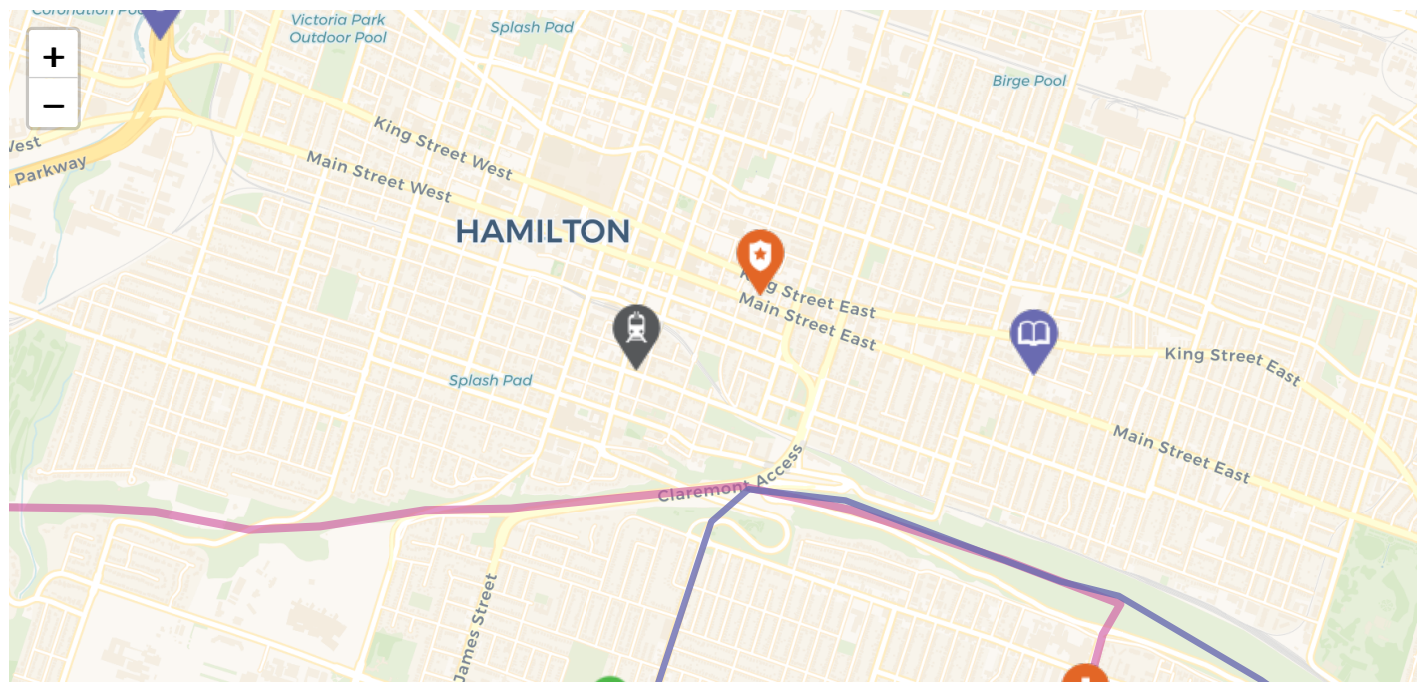 Coronation Poo
Victoria Park
Outdoor Pool
Splash Pad
+
−
Birge Pool
King Street West
West
Parkway
Main Street West
HAMILTON
King Street East
Main Street East
King Street East
Splash Pad
Main Street East
Claremont Access
James Street